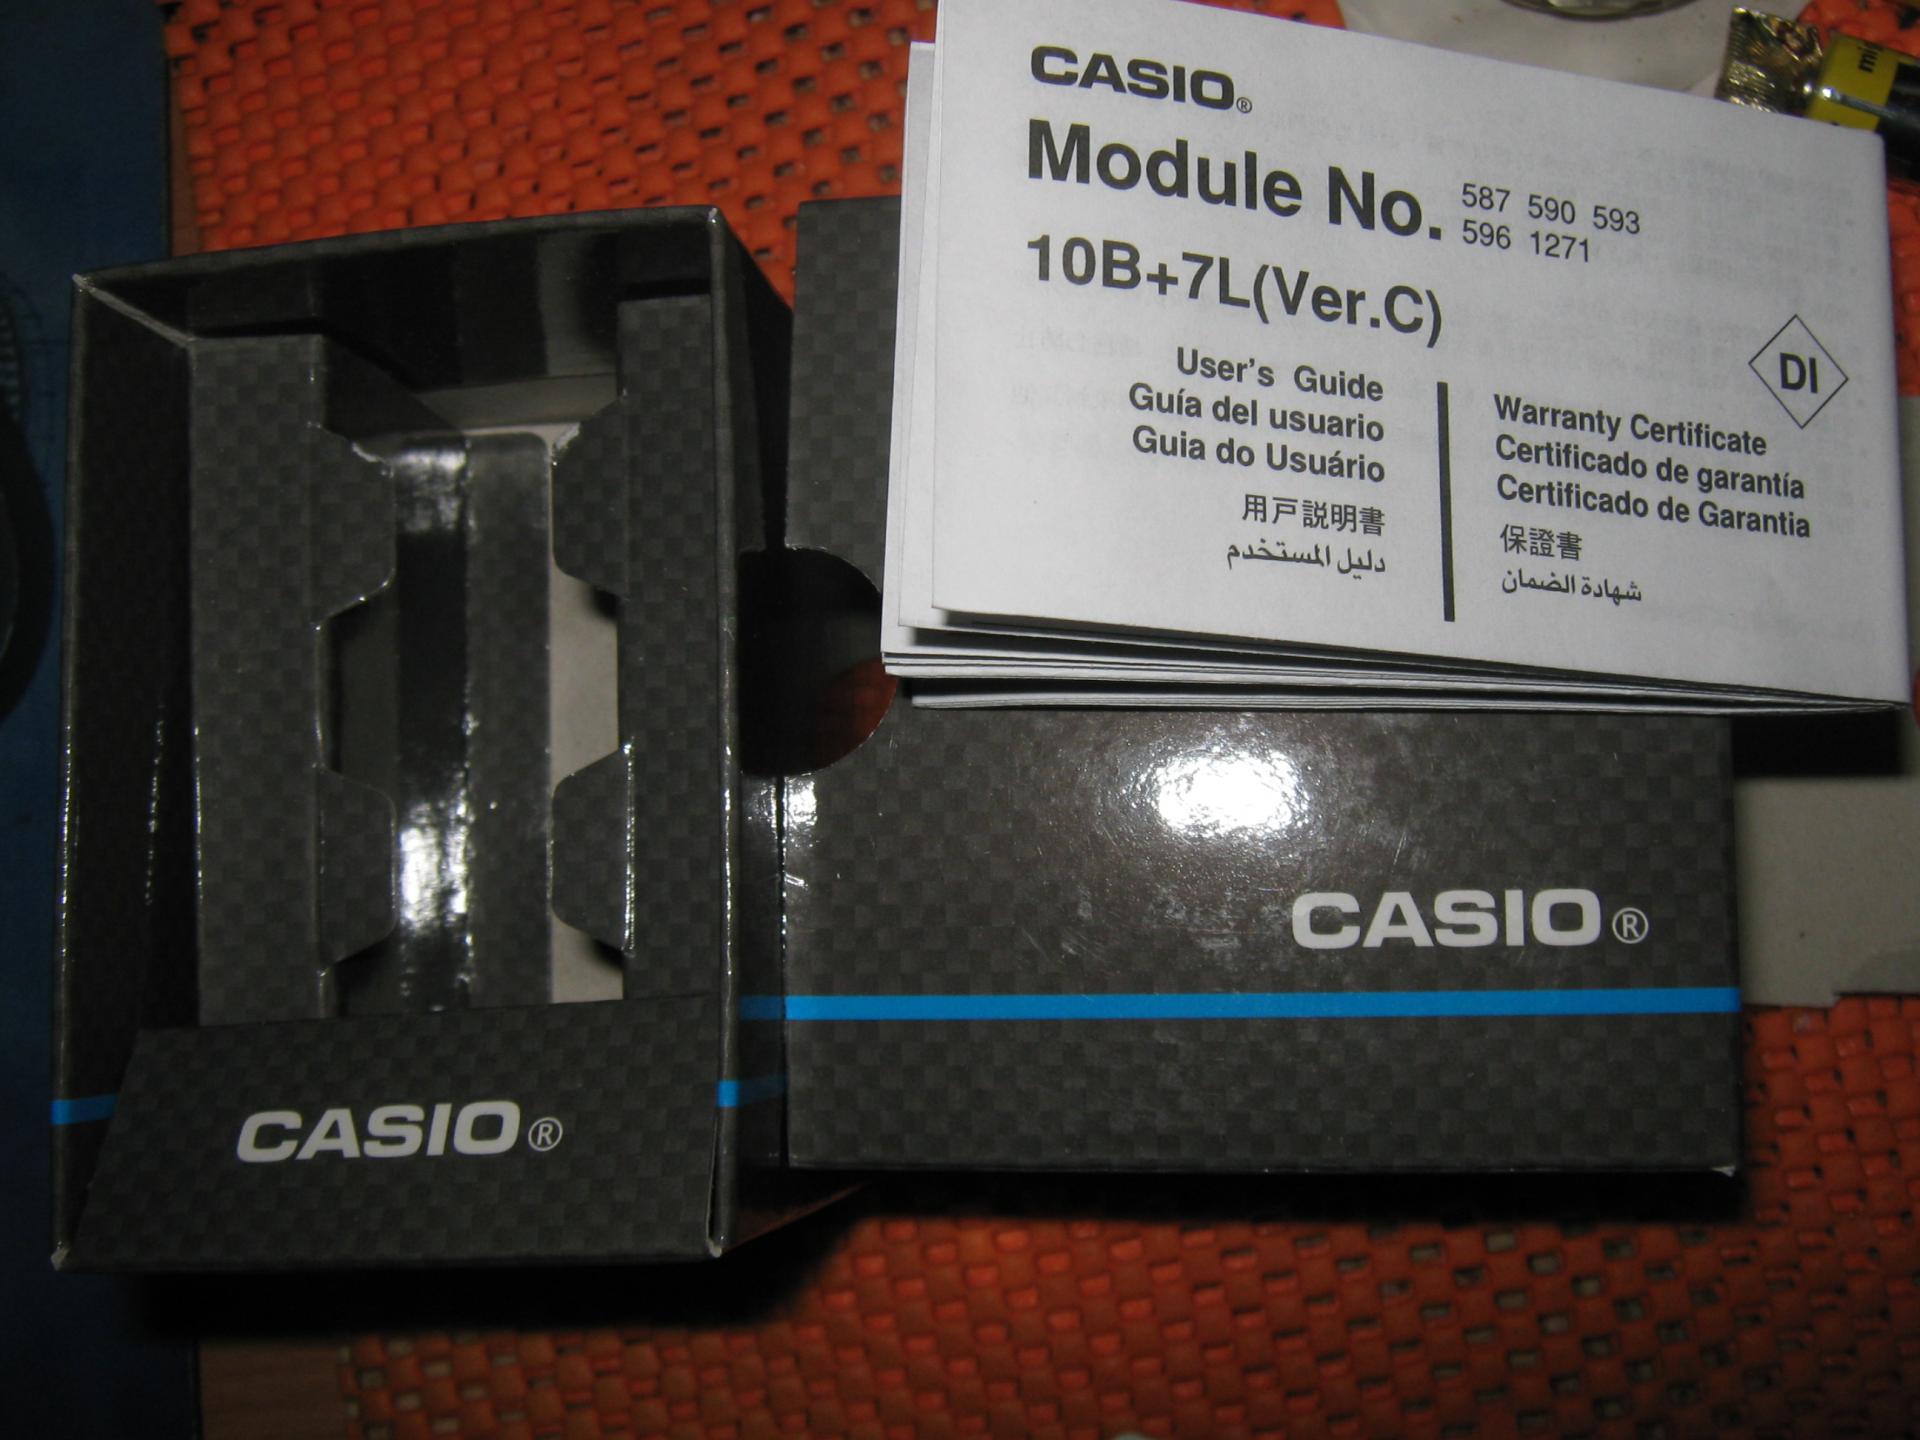 CASIO®
Module No. 587 590 593
596 1271
10B+7L(Ver.C)
User's Guide
Guía del usuario
Guia do Usuário
用戸説明書
دليل المستخدم
DI
Warranty Certificate
Certificado de garantía
Certificado de Garantia
保證書
شهادة الضمان
CASIO®
CASIO®